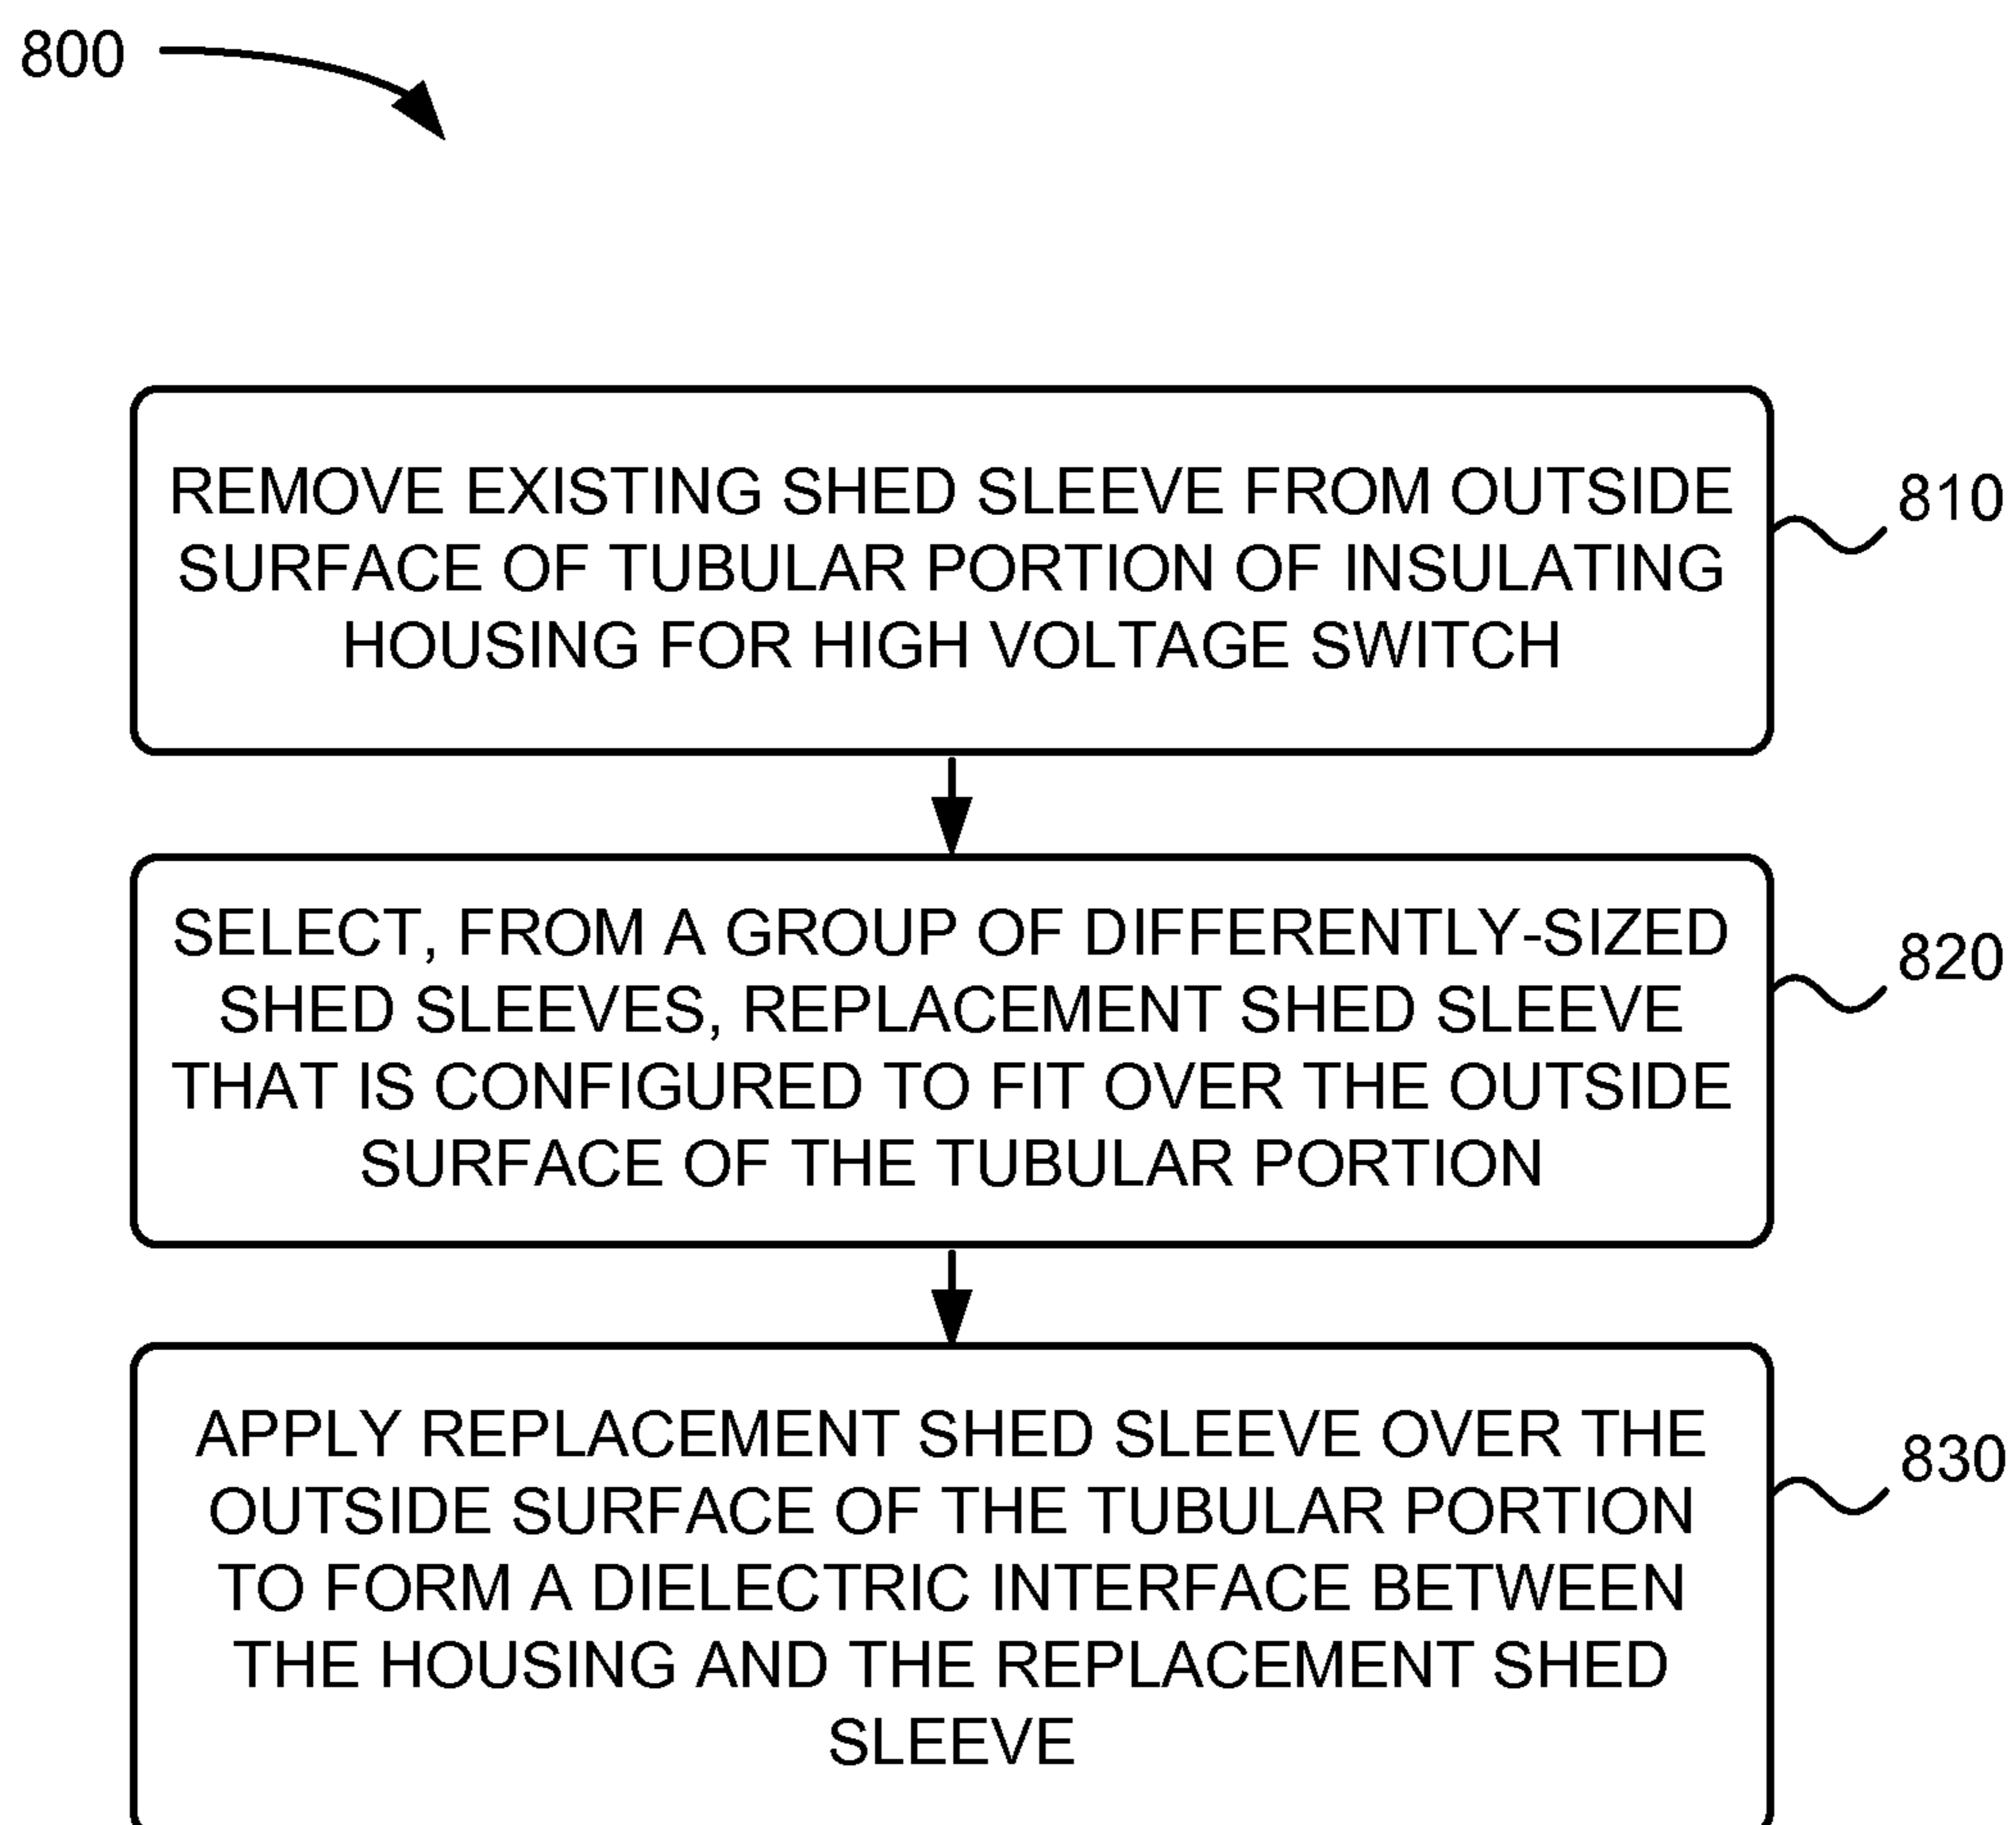 800
REMOVE EXISTING SHED SLEEVE FROM OUTSIDE
SURFACE OF TUBULAR PORTION OF INSULATING
HOUSING FOR HIGH VOLTAGE SWITCH
810
SELECT, FROM A GROUP OF DIFFERENTLY-SIZED
SHED SLEEVES, REPLACEMENT SHED SLEEVE
THAT IS CONFIGURED TO FIT OVER THE OUTSIDE
SURFACE OF THE TUBULAR PORTION
820
APPLY REPLACEMENT SHED SLEEVE OVER THE
OUTSIDE SURFACE OF THE TUBULAR PORTION
TO FORM A DIELECTRIC INTERFACE BETWEEN
THE HOUSING AND THE REPLACEMENT SHED
SLEEVE
830